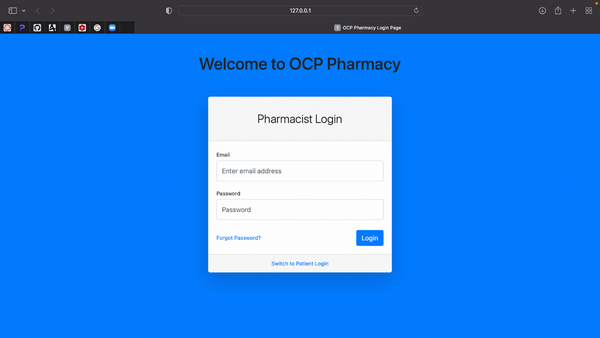 127.0.0.1
OCP Pharmacy Login Page
Welcome to OCP Pharmacy
Pharmacist Login
Email
Enter email address
Password
Password
Forgot Password?
Login
Switch to Patient Login